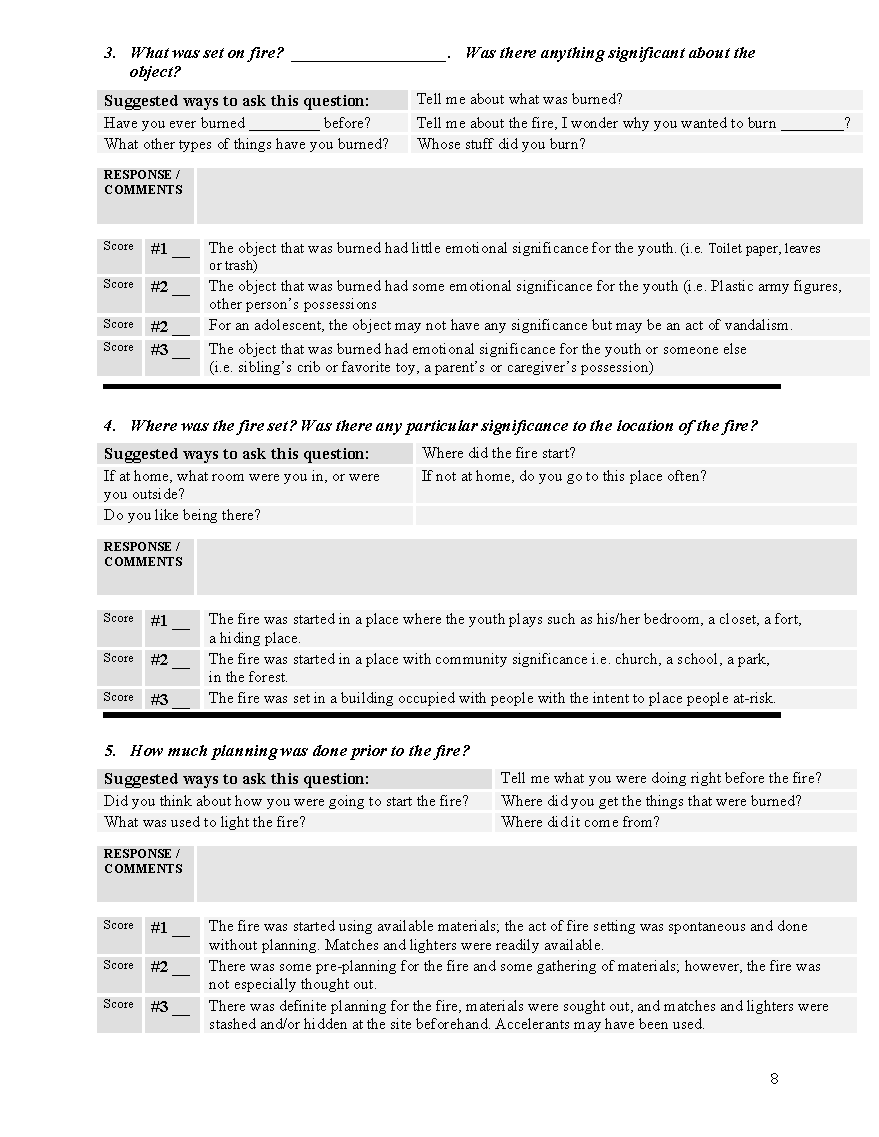 3. What was set on fire? ____________________. Was there anything significant about the
object?
Suggested ways to ask this question:
Tell me about what was burned?
Have you ever burned _________ before?
Tell me about the fire, I wonder why you wanted to burn ________?
What other types of things have you burned?
Whose stuff did you burn?
RESPONSE /
COMMENTS
Score #1 __ The object that was burned had little emotional significance for the youth. (i.e. Toilet paper, leaves
or trash)
Score #2 __ The object that was burned had some emotional significance for the youth (i.e. Plastic army figures,
other person's possessions
Score #2 __ For an adolescent, the object may not have any significance but may be an act of vandalism.
Score #3 __ The object that was burned had emotional significance for the youth or someone else
(i.e. sibling's crib or favorite toy, a parent's or caregiver's possession)
4. Where was the fire set? Was there any particular significance to the location of the fire?
Suggested ways to ask this question:
Where did the fire start?
If at home, what room were you in, or were
you outside?
If not at home, do you go to this place often?
Do you like being there?
RESPONSE /
COMMENTS
Score #1 __ The fire was started in a place where the youth plays such as his/her bedroom, a closet, a fort,
a hiding place.
Score #2 __ The fire was started in a place with community significance i.e. church, a school, a park,
in the forest.
Score #3 __ The fire was set in a building occupied with people with the intent to place people at-risk.
5. How much planning was done prior to the fire?
Suggested ways to ask this question:
Tell me what you were doing right before the fire?
Did you think about how you were going to start the fire?
Where did you get the things that were burned?
What was used to light the fire?
Where did it come from?
RESPONSE /
COMMENTS
Score #1 __ The fire was started using available materials; the act of fire setting was spontaneous and done
without planning. Matches and lighters were readily available.
Score #2 __ There was some pre-planning for the fire and some gathering of materials; however, the fire was
not especially thought out.
Score #3 __ There was definite planning for the fire, materials were sought out, and matches and lighters were
stashed and/or hidden at the site beforehand. Accelerants may have been used.
8